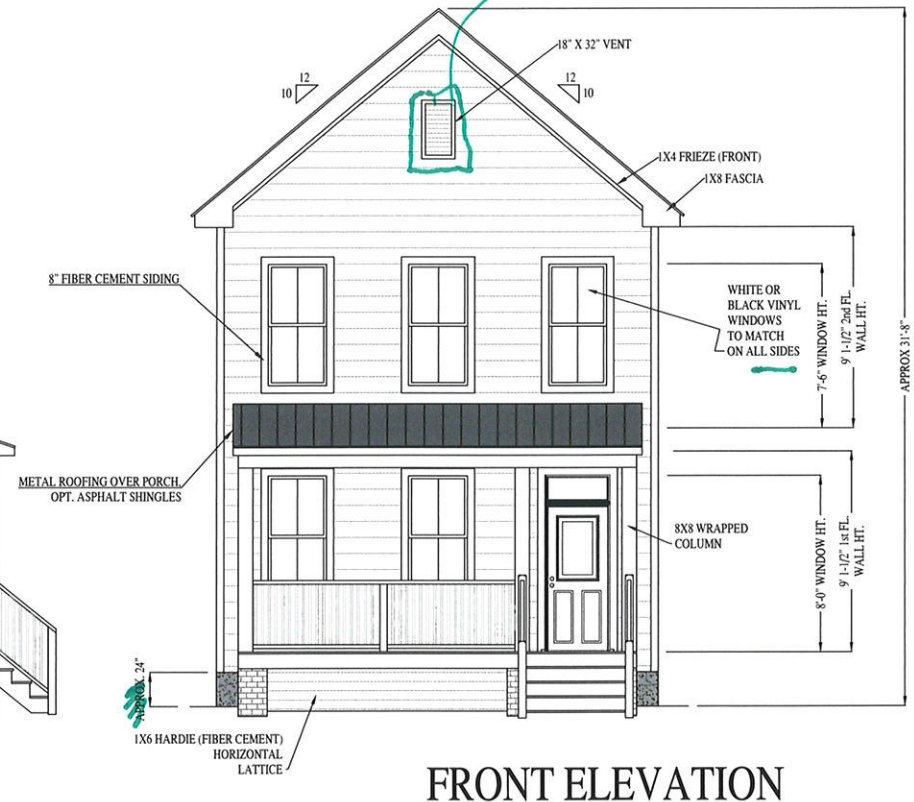 18" X 32" VENT
12
10
12
10
1X4 FRIEZE (FRONT)
1X8 FASCIA
8" FIBER CEMENT SIDING
WHITE OR
BLACK VINYL
WINDOWS
TO MATCH
ON ALL SIDES
7'-6" WINDOW HT.
9' 1-1/2" 2nd FL.
WALL HT.
APPROX 31'-8"
METAL ROOFING OVER PORCH.
OPT. ASPHALT SHINGLES
8X8 WRAPPED
COLUMN
8'-0" WINDOW HT.
9' 1-1/2" 1st FL.
WALL HT.
APPROX. 24"
1X6 HARDIE (FIBER CEMENT)
HORIZONTAL
LATTICE
FRONT ELEVATION